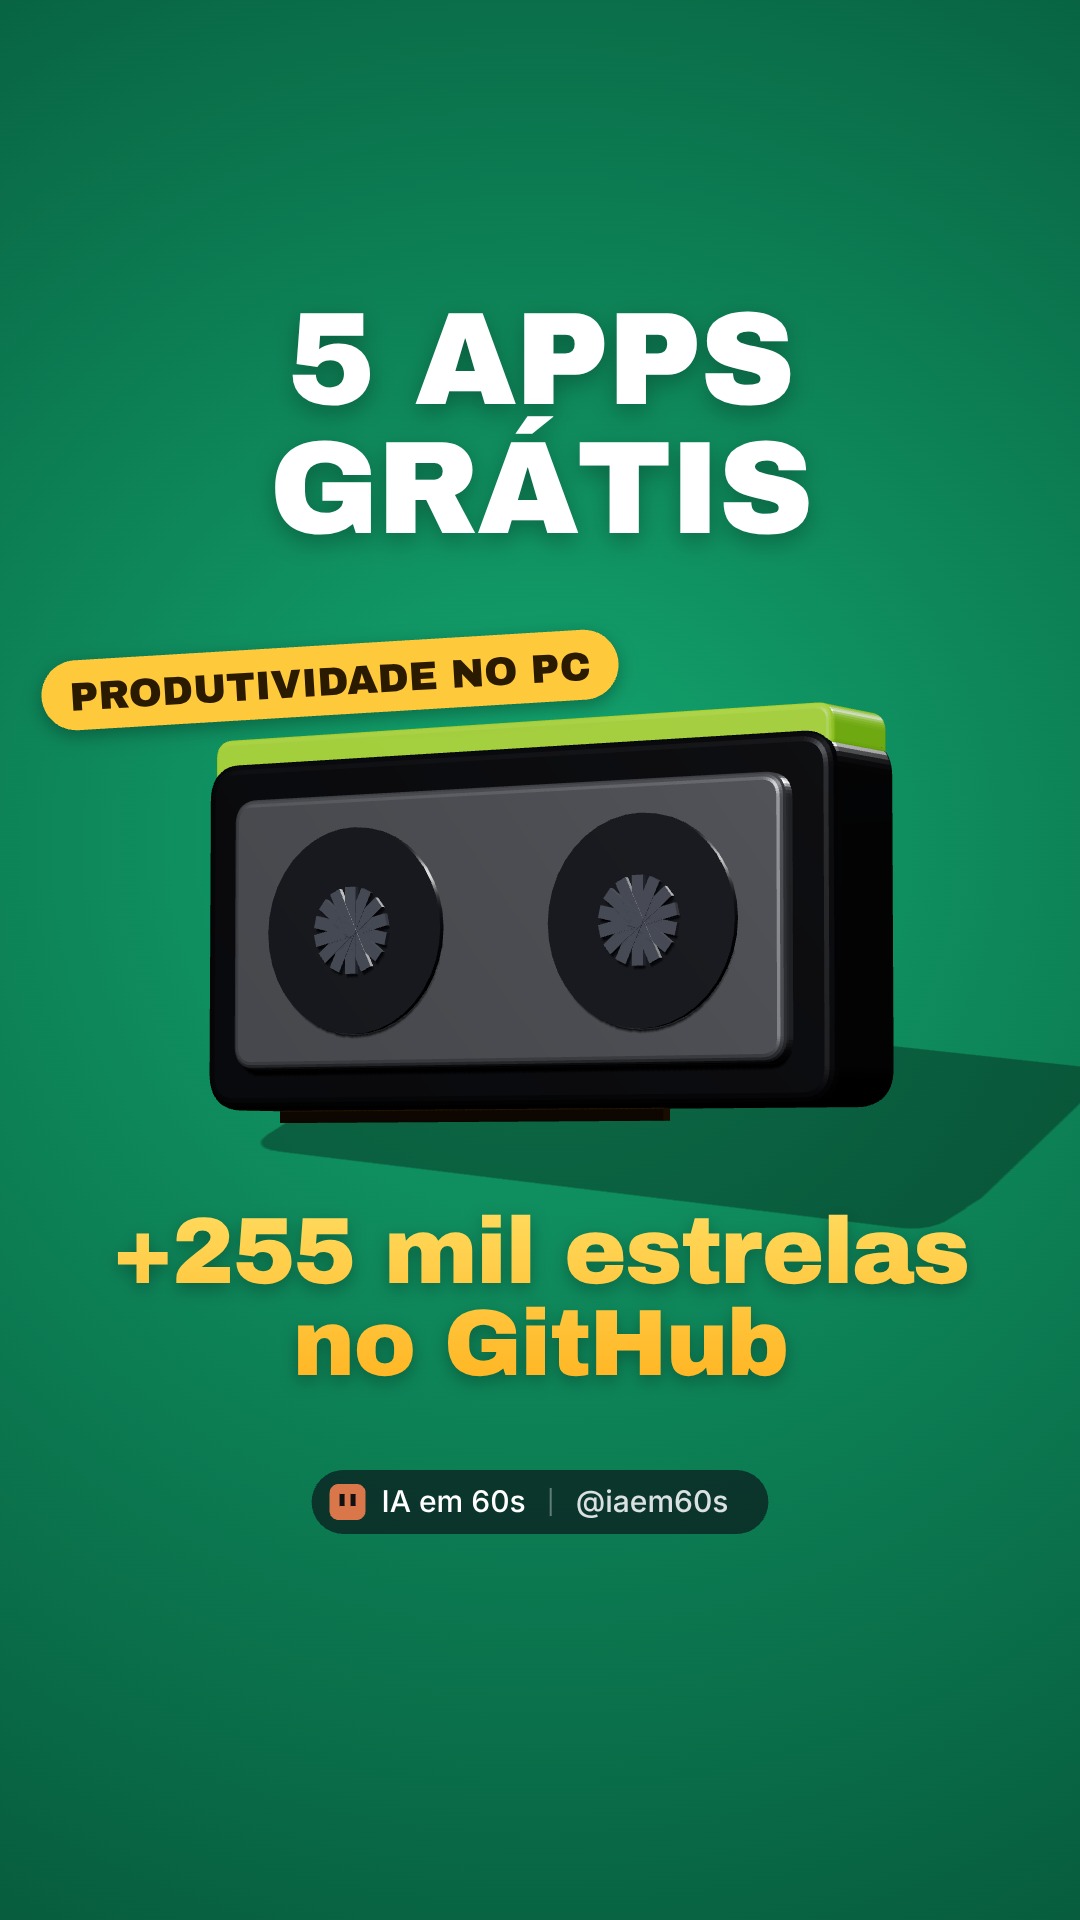 5 APPS
GRÁTIS
PRODUTIVIDADE NO PC
+255 mil estrelas
no GitHub
IA em 60s | @iaem60s